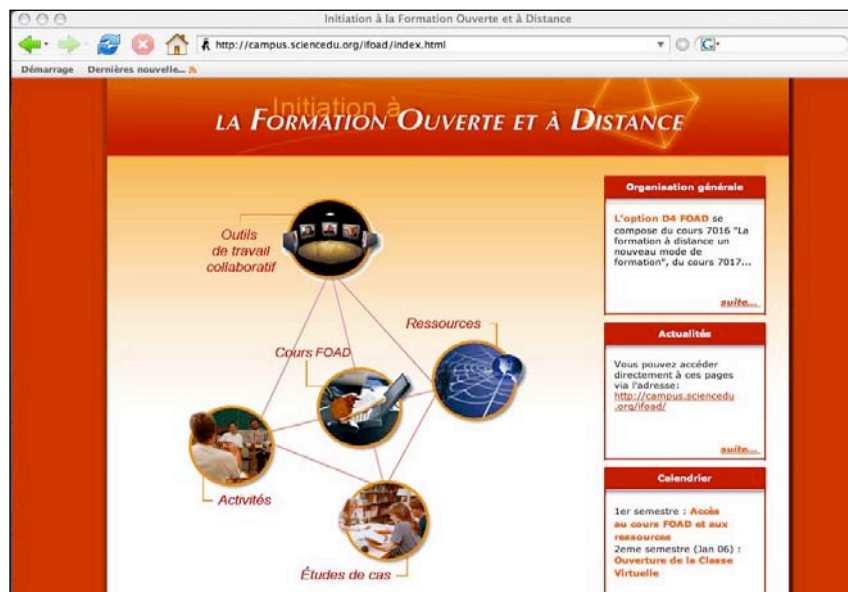 Initiation à la Formation Ouverte et à Distance
http://campus.sciencedu.org/ifoad/index.html
G
Démarrage Dernières nouvelle...
Initiation à
LA FORMATION OUVERTE ET À DISTANCE
Outils
de travail
collaboratif
Ressources
Cours FOAD
Activités
Études de cas
Organisation générale
L'option D4 FOAD se
compose du cours 7016 "La
formation à distance un
nouveau mode de
formation", du cours 7017...
suite...
Actualités
Vous pouvez accéder
directement à ces pages
via l'adresse:
http://campus.sciencedu
.org/ifoad/
suite...
Calendrier
1er semestre : Accès
au cours FOAD et aux
ressources
2eme semestre (Jan 06) :
Ouverture de la Classe
Virtuelle